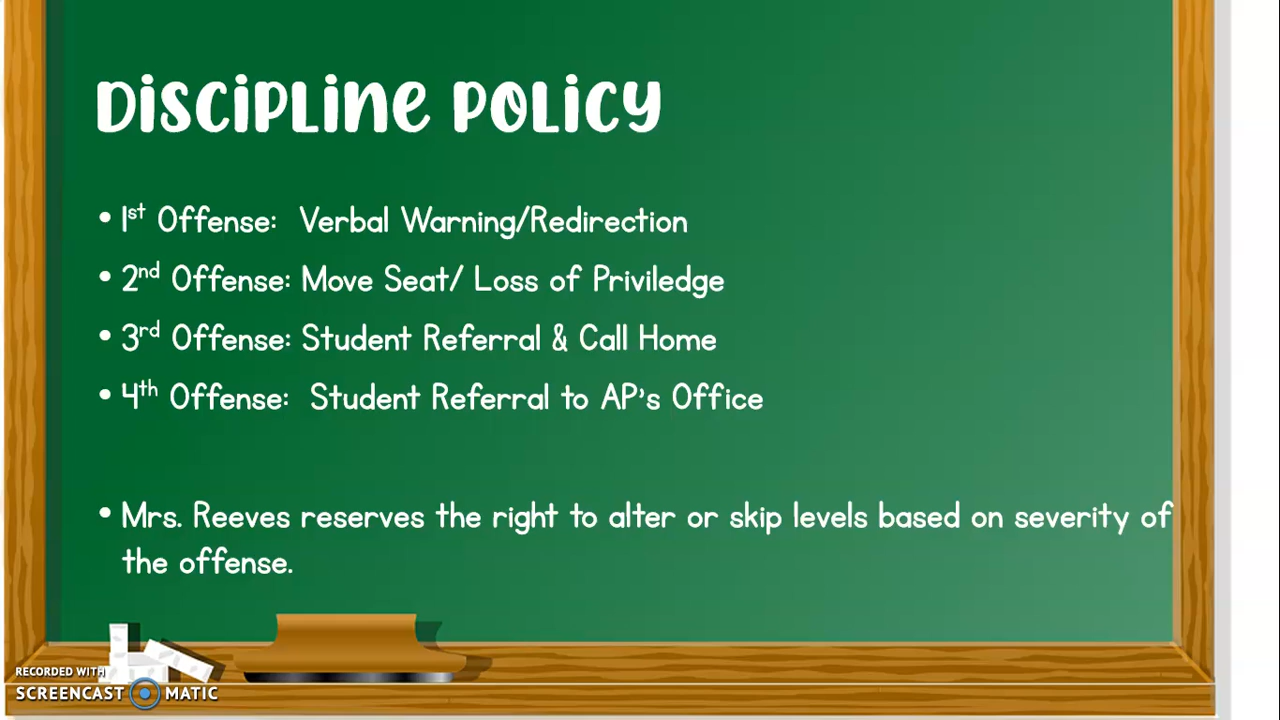 Discipline Policy
• 1st Offense: Verbal Warning/Redirection
• 2nd Offense: Move Seat/ Loss of Priviledge
• 3rd Offense: Student Referral & Call Home
• 4th Offense: Student Referral to AP's Office
• Mrs. Reeves reserves the right to alter or skip levels based on severity of
the offense.
RECORDED WITH
SCREENCAST MATIC